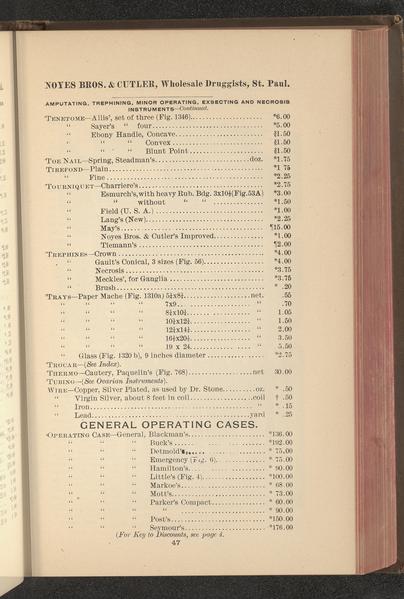 NOYES BROS. & CUTLER, Wholesale Druggists, St. Paul.
AMPUTATING, TREPHINING, MINOR OPERATING, EXSECTING AND NECROSIS
INSTRUMENTS—Continued.
TENETOME—Allis', set of three (Fig. 1346) *6.00
" Sayer's " four *5.00
" Ebony Handle, Concave ‡1.50
" " " Convex ‡1.50
" " " Blunt Point ‡1.50
TOE NAIL—Spring, Steadman's doz. *1.75
TIREFOND—Plain *1 75
" Fine *2.25
TOURNIQUET—Charriere's *2.75
" Esmurch's, with heavy Rub. Bdg. 3x10½ (Fig. 53A) *3.00
" " without " " *1.50
" Field (U. S. A.) *1.00
" Lang's (New) *2.25
" May's ¶15.00
" Noyes Bros. & Cutler's Improved *1.00
" Tiemann's ¶2.00
TREPHINES—Crown *4.00
" Gault's Conical, 3 sizes (Fig. 56) *4.00
" Necrosis *3.75
" Meckles', for Ganglia *3.75
" Brush * .20
TRAYS—Paper Mache (Fig. 1310a) 5¼x8¼ net. .55
" " " " 7x9 " .70
" " " " 8½x10½ " 1.05
" " " " 10½x12½ " 1.50
" " " " 12½x14½ " 2.00
" " " " 16½x20½ " 3.50
" " " " 19 x 24 " 5.50
" Glass (Fig. 1320 b), 9 inches diameter *2.75
TROCAR—(See Index).
THERMO—Cautery, Paquelin's (Fig. 768) net 30.00
TUBING—(See Ovarian Instruments).
WIRE—Copper, Silver Plated, as used by Dr. Stone oz. * .50
" Virgin Silver, about 8 feet in coil coil † .50
" Iron " * .15
" Lead yard * .25
GENERAL OPERATING CASES.
OPERATING CASE—General, Blackman's *136.00
" " " Buck's *192.00
" " " Detmold's * 75.00
" " " Emergency (Fig. 6) * 75.00
" " " Hamilton's * 90.00
" " " Little's (Fig. 4) *100.00
" " " Markoe's * 68.00
" " " Mott's * 73.00
" " " Parker's Compact * 60.00
" " " " * 90.00
" " " Post's *150.00
" " " Seymour's *176.00
(For Key to Discounts, see page 4.
47